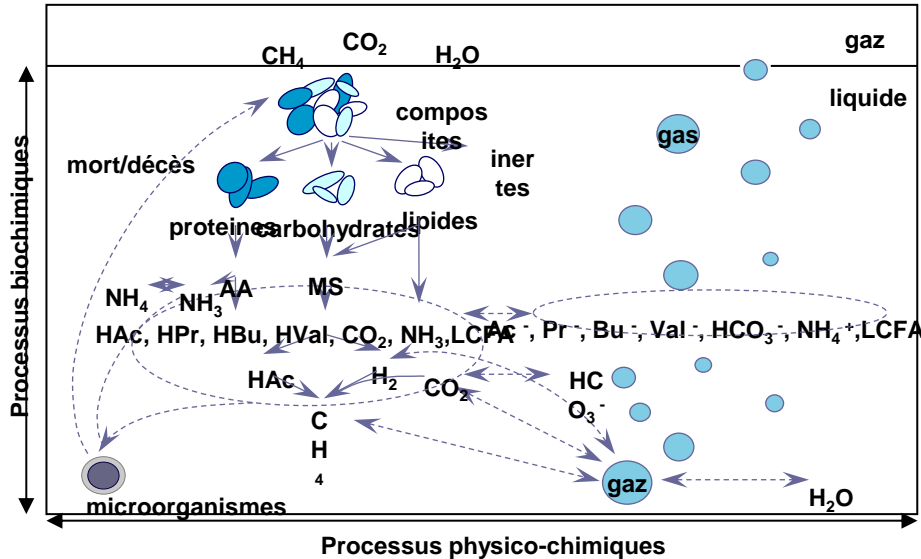 CH4
CO2
H2O
gaz
liquide
compos
ites
gas
iner
tes
mort/décès
proteines
carbohydrates
lipides
NH4
NH3
AA
MS
HAc, HPr, HBu, HVal, CO2, NH3,LCFA
Ac -, Pr -, Bu -, Val -, HCO3-, NH4+,LCFA
HAc
H2
CO2
HC
O3-
C
H
4
gaz
H2O
microorganismes
Processus biochimiques
Processus physico-chimiques